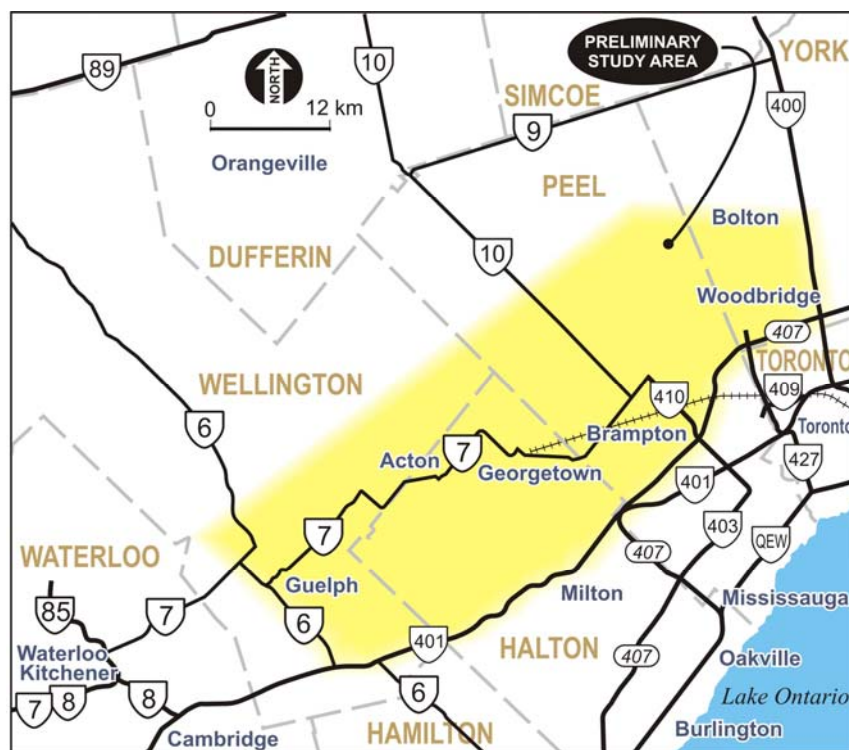 PRELIMINARY
STUDY AREA
YORK
89
NORTH
10
0 12 km
SIMCOE
400
9
Orangeville
PEEL
Bolton
DUFFERIN
10
Woodbridge
407
TORONTO
WELLINGTON
409
410
6
Brampton
Toronto
Acton
7
Georgetown
427
401
7
403
QEW
WATERLOO
407
Guelph
85
7
Milton
Mississauga
6
401
HALTON
Waterloo
Kitchener
407
Oakville
7
8
8
6
Lake Ontario
Cambridge
HAMILTON
Burlington